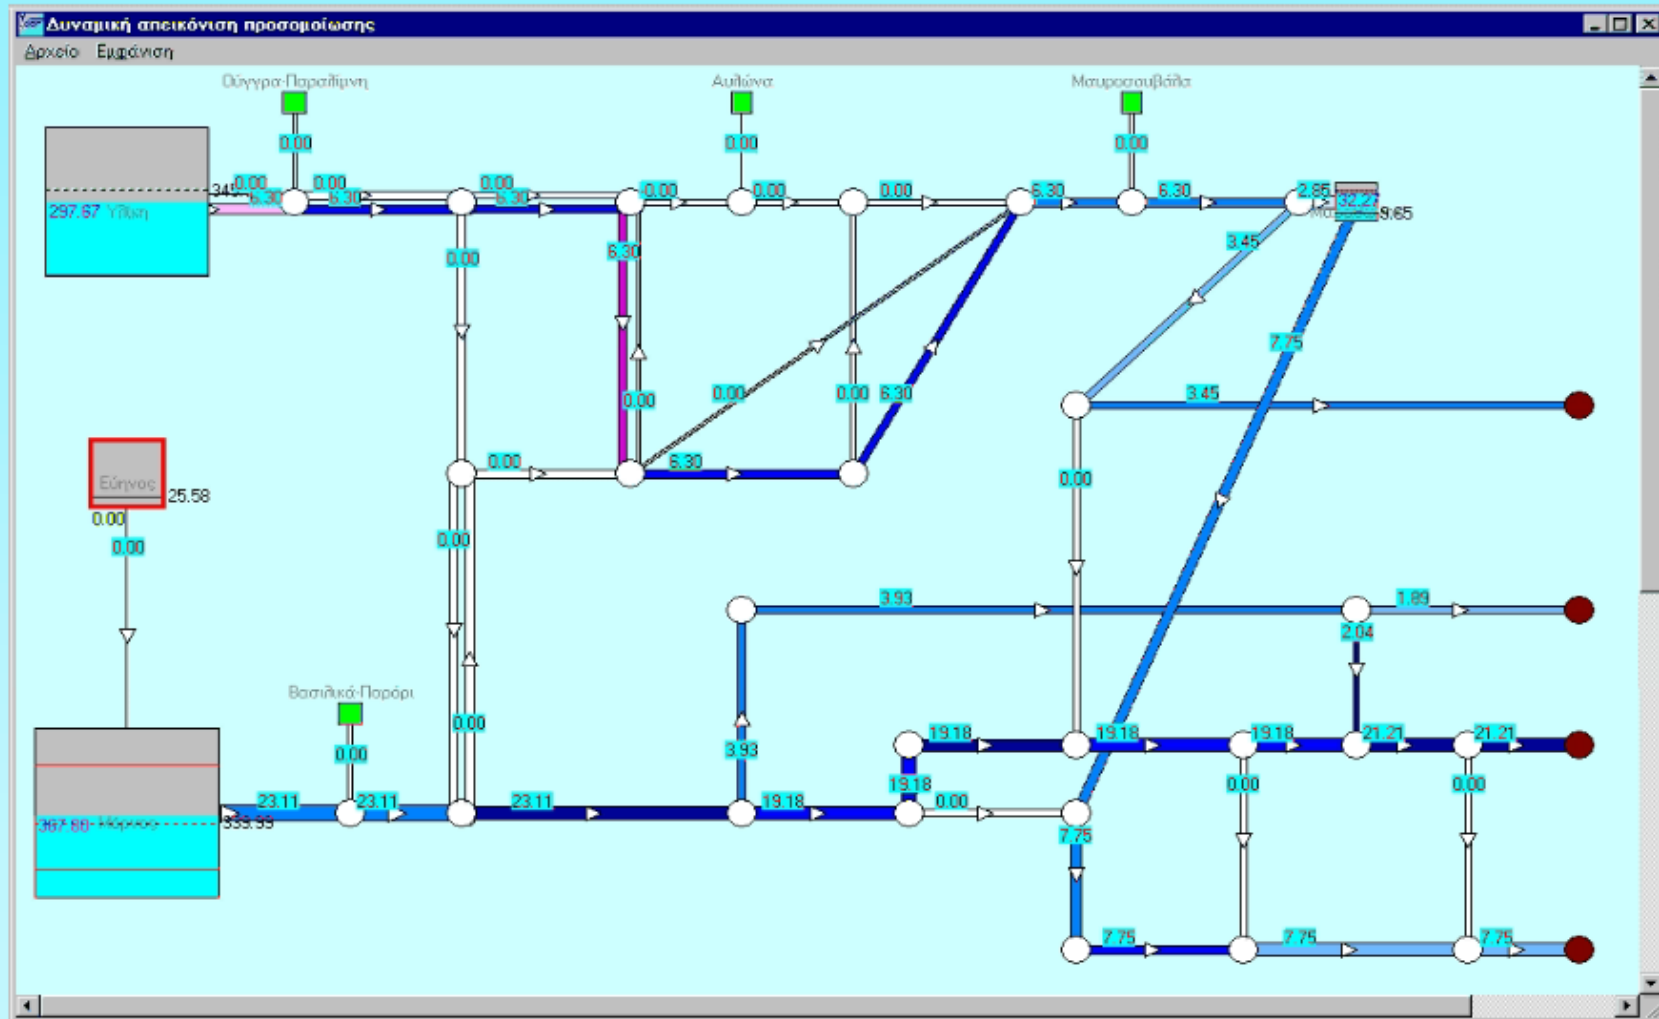 Δυναμική απεικόνιση προσομοίωσης
Αρχείο Εμφάνιση
Ούγγρα-Παραλίμνη Αυλώνα Μαυροσουβάλα
0.00 0.00 0.00
0.00 0.00 0.00 0.00 0.00 0.00 6.30 6.30 2.85
6.30 6.30 6.30 32.27
297.67 Υλίκη 9.65
3.45
0.00 6.30
7.75
0.00 0.00 0.00 6.30 3.45
0.00 6.30
0.00
Εύηνος
25.58
0.00
0.00 0.00
3.93 1.89
2.04
Βασιλικά-Παρόρι
0.00
19.18 19.18 19.18 21.21 21.21
0.00 3.93
19.18 0.00 0.00
23.11 23.11 23.11 19.18 0.00
Μόρνος
7.75
7.75 7.75 7.75